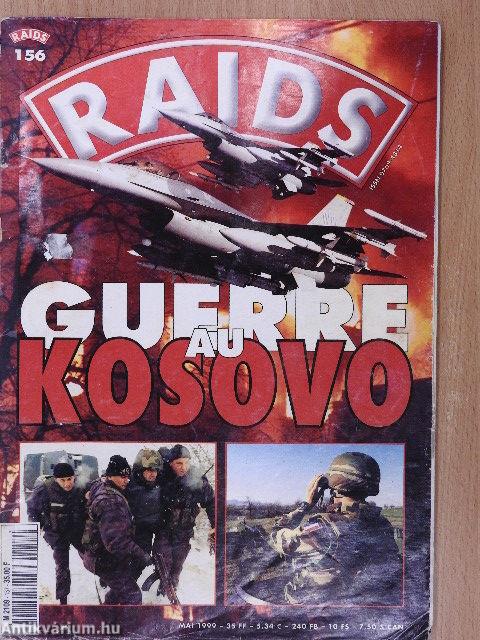 RAIDS
156
RAIDS
GUERRE
AU
KOSOVO
MAI 1999 - 35 FF - 5.34 € - 240 FB - 10 FS - 7.50 $ CAN
Antikvárium.hu